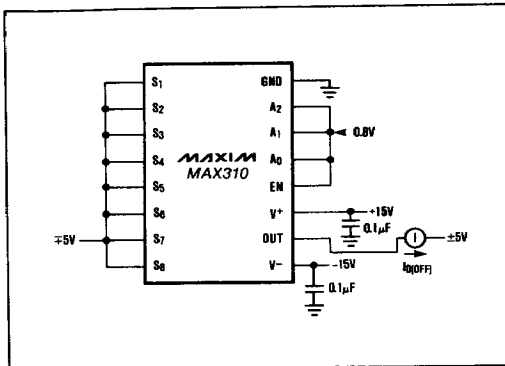 S1
S2
S3
S4
S5
S6
S7
S8
∓5V
MAXIM
MAX310
GND
A2
A1
A0
EN
V+
OUT
V−
0.8V
+15V
0.1μF
−15V
0.1μF
I
ID(OFF)
±5V